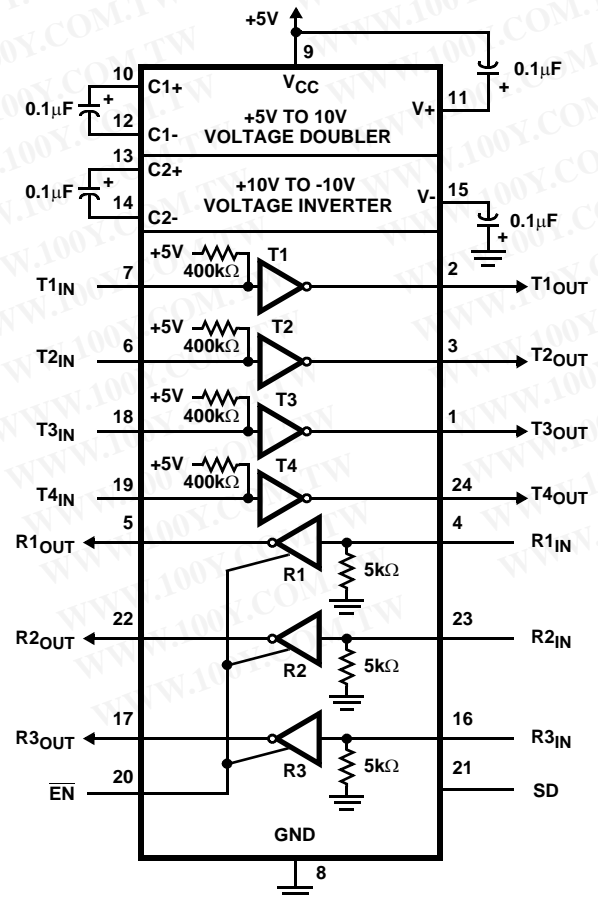 +5V
9
10
C1+
VCC
0.1µF
+
0.1µF
+
12
C1-
+5V TO 10V
VOLTAGE DOUBLER
V+
11
13
C2+
0.1µF
+
14
C2-
+10V TO -10V
VOLTAGE INVERTER
V-
15
0.1µF
+
+5V
400kΩ
T1
T1IN
7
2
T1OUT
+5V
400kΩ
T2
T2IN
6
3
T2OUT
+5V
400kΩ
T3
T3IN
18
1
T3OUT
+5V
400kΩ
T4
T4IN
19
24
T4OUT
R1OUT
5
4
R1IN
R1
5kΩ
R2OUT
22
23
R2IN
R2
5kΩ
R3OUT
17
16
R3IN
R3
5kΩ
20
EN
21
SD
GND
8
WWW.100Y.COM.TW